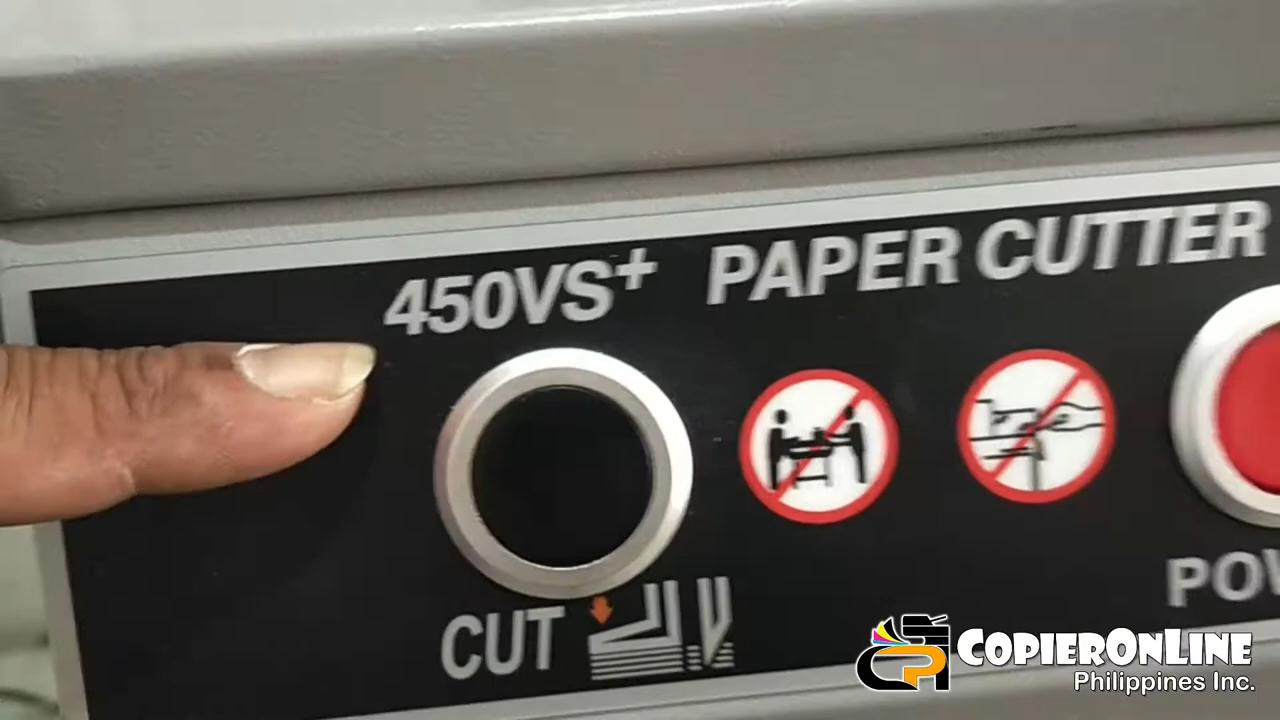 450VS+ PAPER CUTTER
CUT
POW
COPIERONLINE
Philippines Inc.